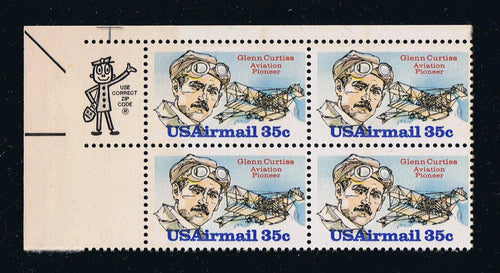 USE
CORRECT
ZIP
CODE
®
Glenn Curtiss
Aviation
Pioneer
USAirmail 35c
Glenn Curtiss
Aviation
Pioneer
USAirmail 35c
Glenn Curtiss
Aviation
Pioneer
USAirmail 35c
Glenn Curtiss
Aviation
Pioneer
USAirmail 35c